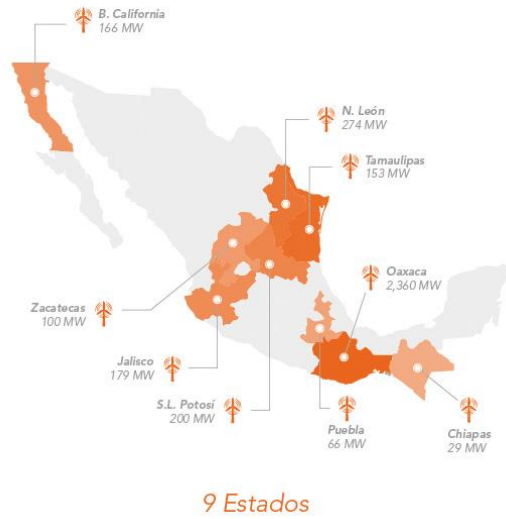 B. California
166 MW
N. León
274 MW
Tamaulipas
153 MW
Oaxaca
2,360 MW
Zacatecas
100 MW
Jalisco
179 MW
S.L. Potosí
200 MW
Puebla
66 MW
Chiapas
29 MW
9 Estados